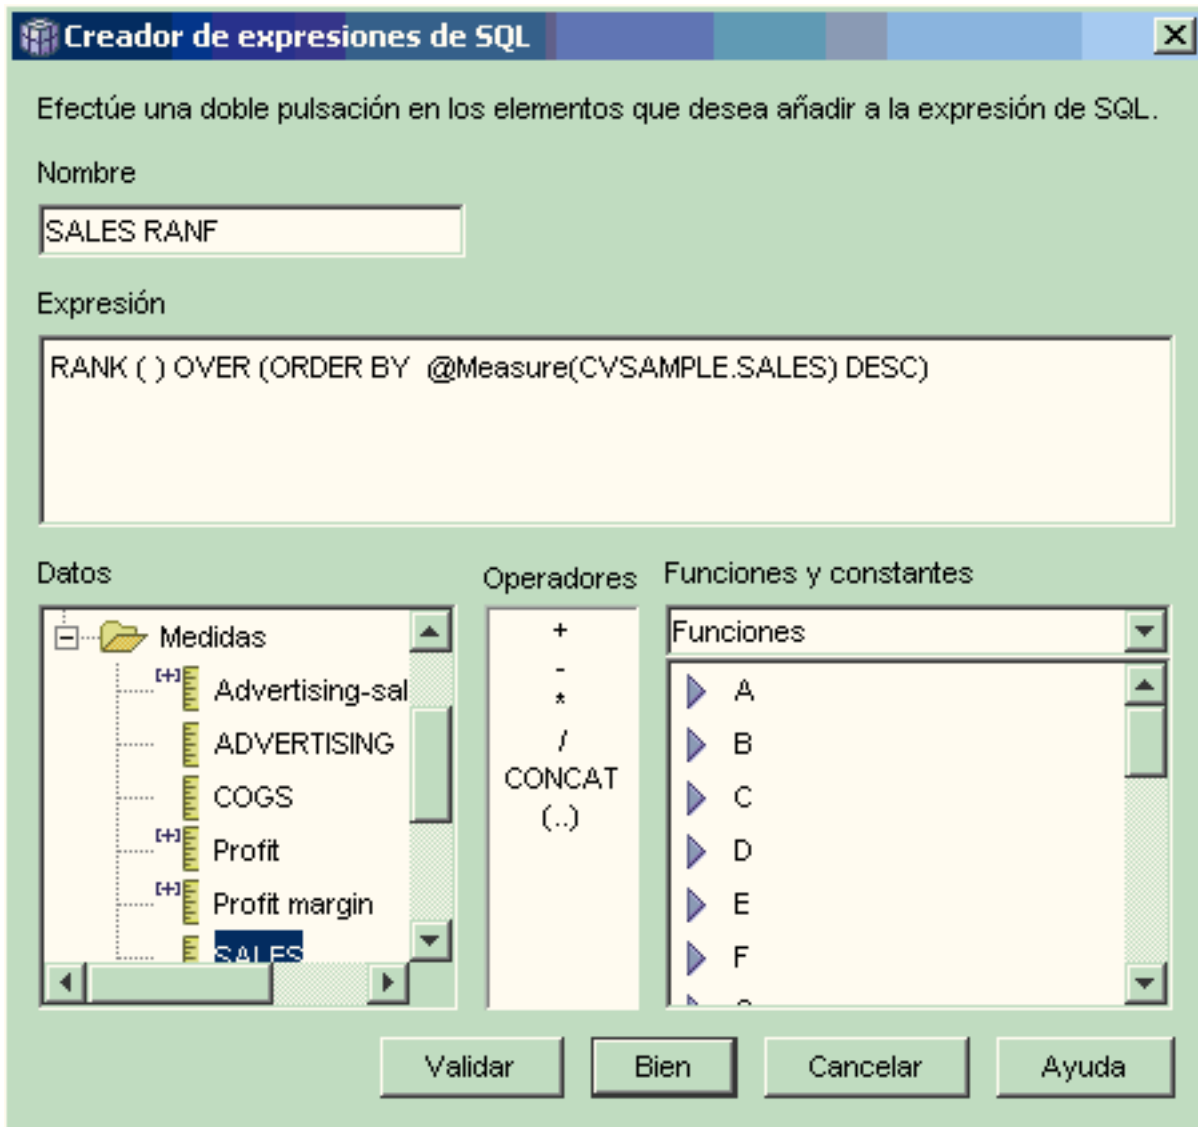 Creador de expresiones de SQL
Efectúe una doble pulsación en los elementos que desea añadir a la expresión de SQL.
Nombre
SALES RANF
Expresión
RANK ( ) OVER (ORDER BY  @Measure(CVSAMPLE.SALES) DESC)
Datos
Medidas
Advertising-sal
ADVERTISING
COGS
Profit
Profit margin
SALES
Operadores
+
-
*
/
CONCAT
(..)
Funciones y constantes
Funciones
A
B
C
D
E
F
Validar
Bien
Cancelar
Ayuda